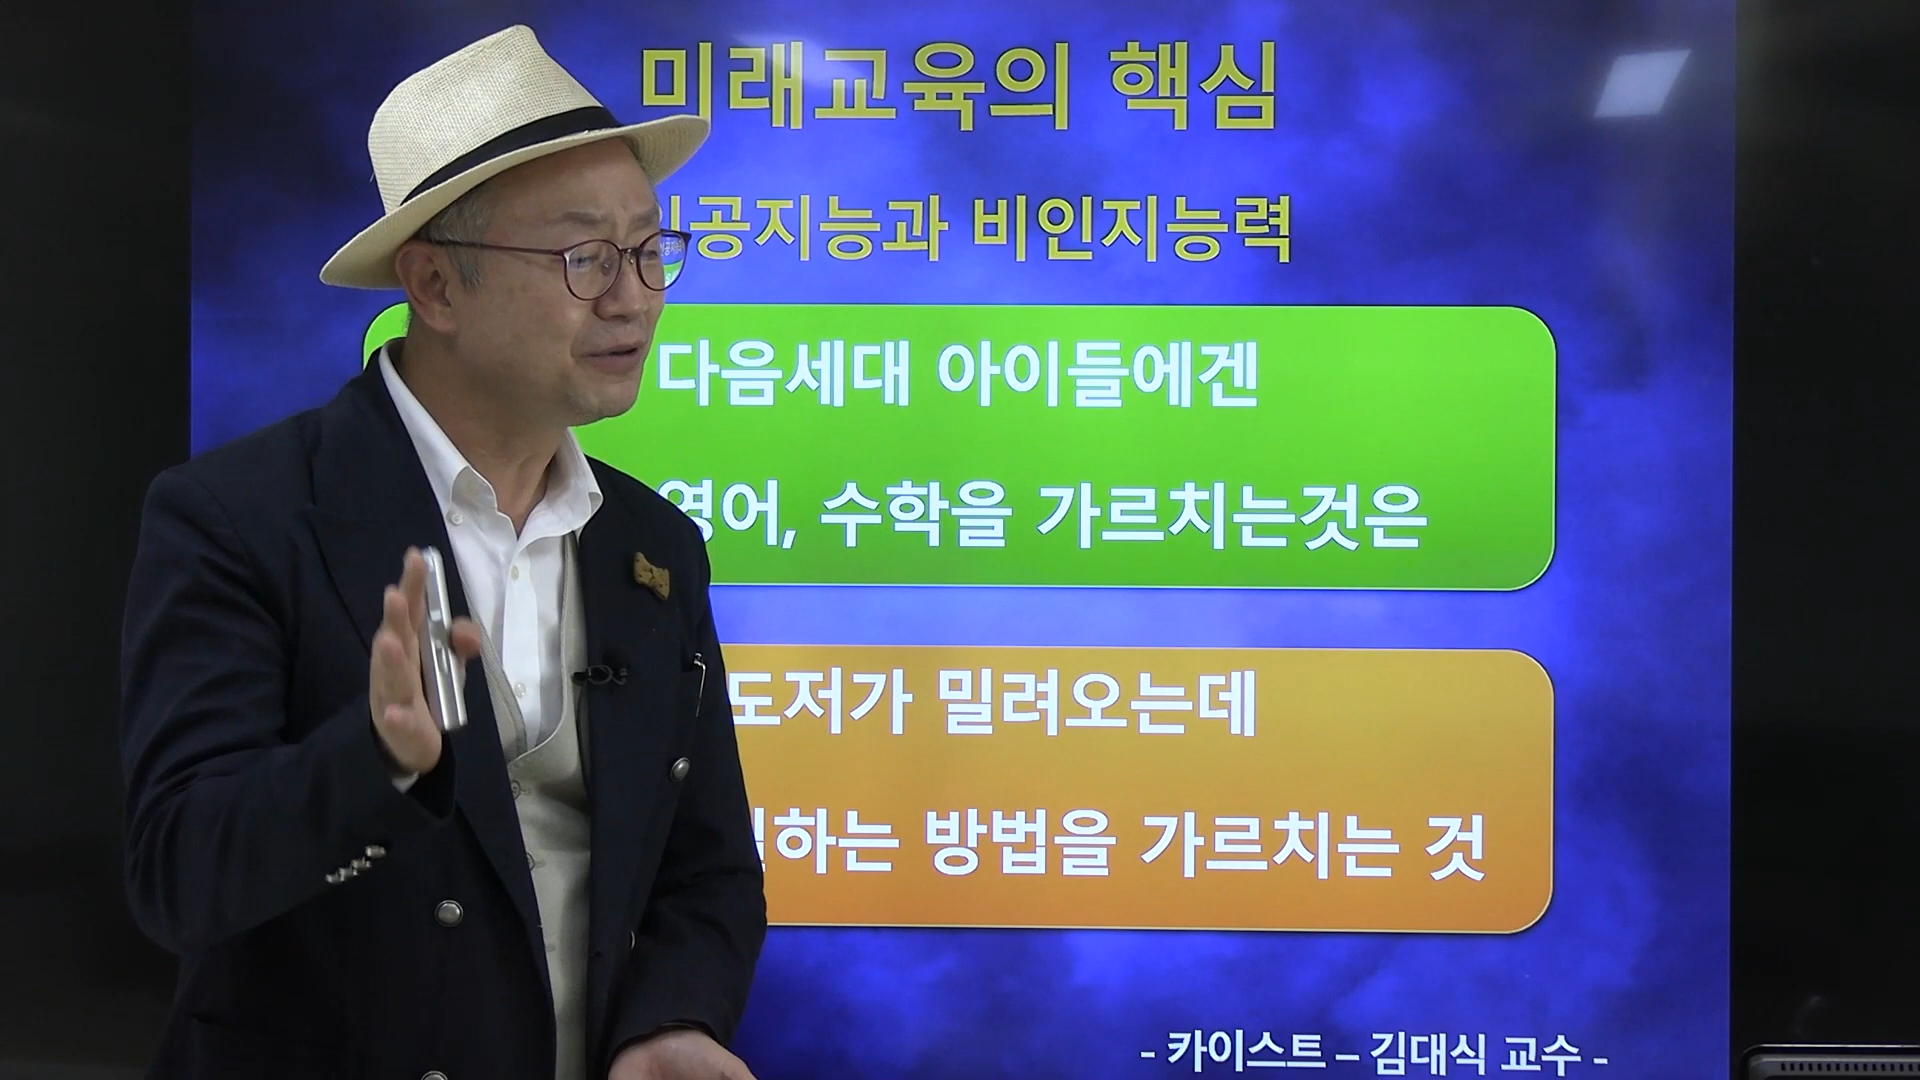 미래교육의 핵심
인공지능과 비인지능력
다음세대 아이들에겐
영어, 수학을 가르치는것은
도저가 밀려오는데
하는 방법을 가르치는 것
- 카이스트 – 김대식 교수 -